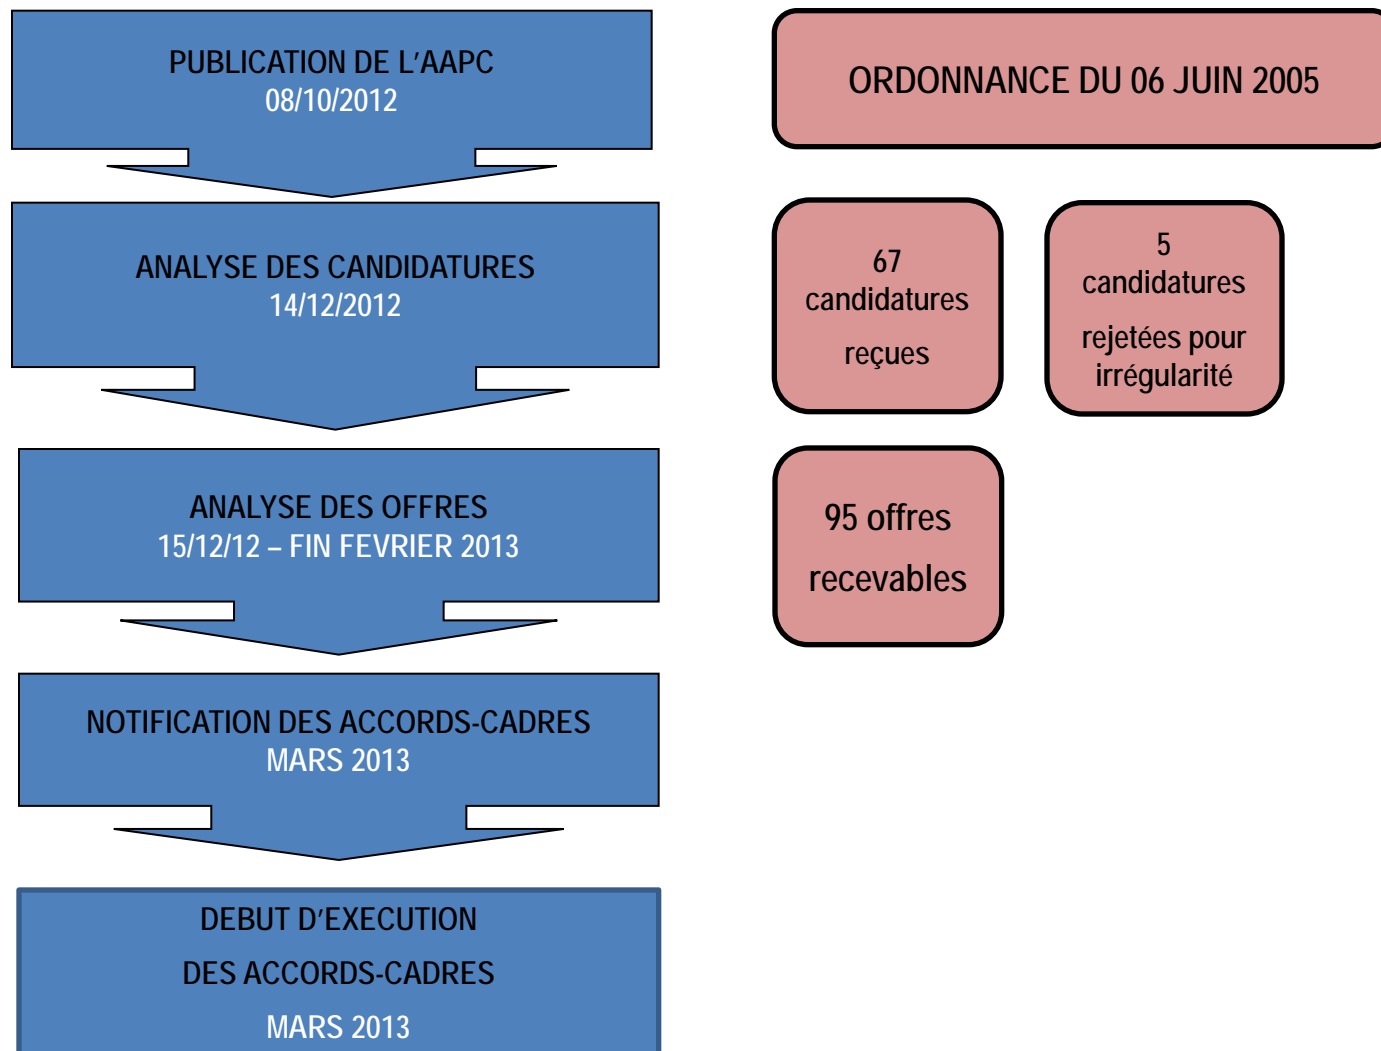 PUBLICATION DE L'AAPC
08/10/2012
ORDONNANCE DU 06 JUIN 2005
ANALYSE DES CANDIDATURES
14/12/2012
67
candidatures
reçues
5
candidatures
rejetées pour
irrégularité
ANALYSE DES OFFRES
15/12/12 – FIN FEVRIER 2013
95 offres
recevables
NOTIFICATION DES ACCORDS-CADRES
MARS 2013
DEBUT D'EXECUTION
DES ACCORDS-CADRES
MARS 2013